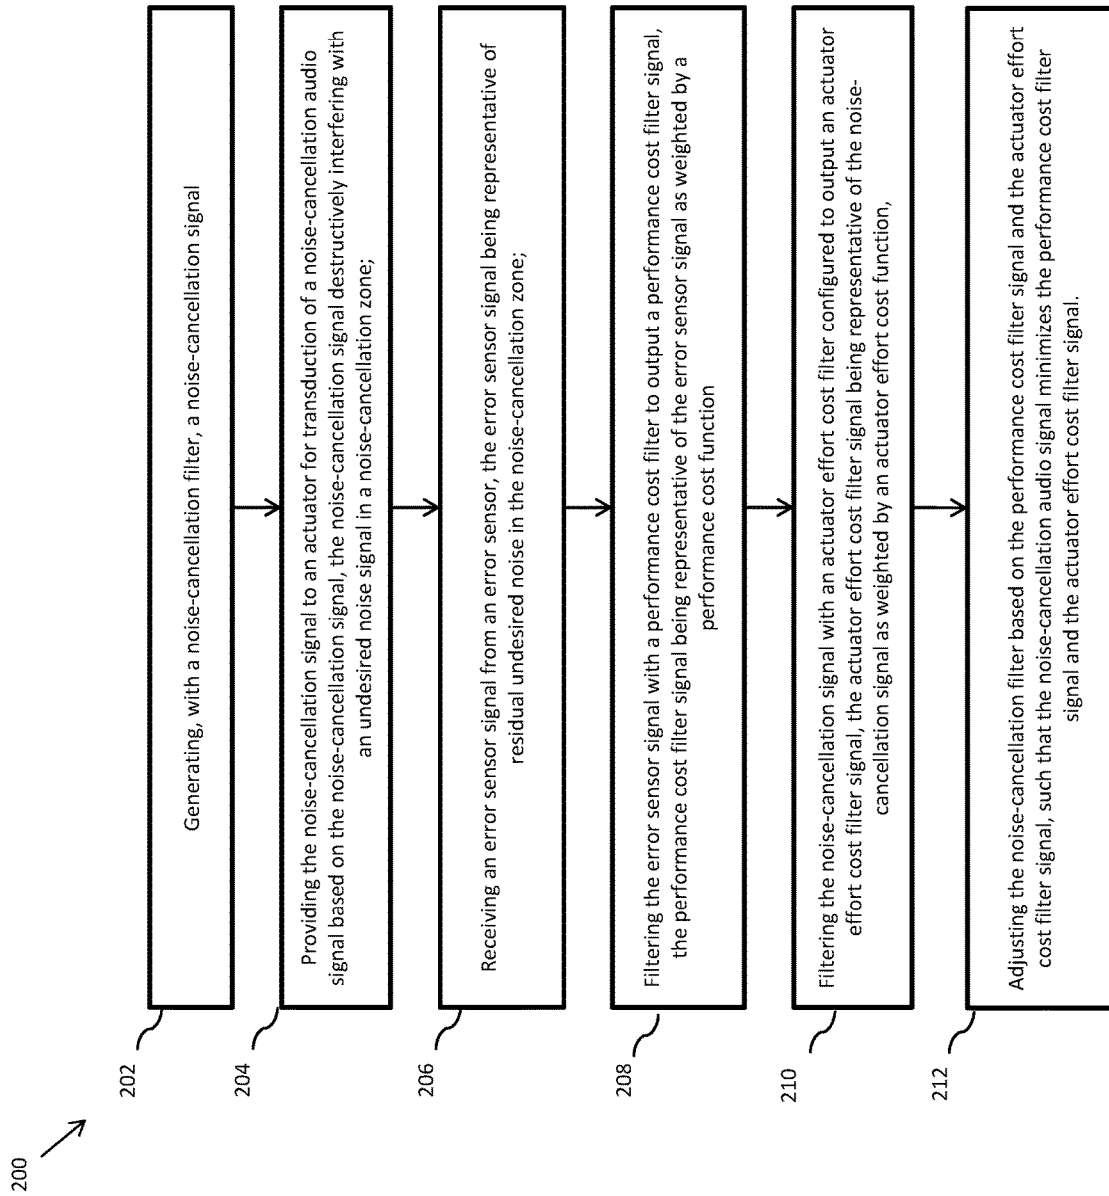 200
202
Generating, with a noise-cancellation filter, a noise-cancellation signal
204
Providing the noise-cancellation signal to an actuator for transduction of a noise-cancellation audio
signal based on the noise-cancellation signal, the noise-cancellation signal destructively interfering with
an undesired noise signal in a noise-cancellation zone;
206
Receiving an error sensor signal from an error sensor, the error sensor signal being representative of
residual undesired noise in the noise-cancellation zone;
208
Filtering the error sensor signal with a performance cost filter to output a performance cost filter signal,
the performance cost filter signal being representative of the error sensor signal as weighted by a
performance cost function
210
Filtering the noise-cancellation signal with an actuator effort cost filter configured to output an actuator
effort cost filter signal, the actuator effort cost filter signal being representative of the noise-
cancellation signal as weighted by an actuator effort cost function,
212
Adjusting the noise-cancellation filter based on the performance cost filter signal and the actuator effort
cost filter signal, such that the noise-cancellation audio signal minimizes the performance cost filter
signal and the actuator effort cost filter signal.